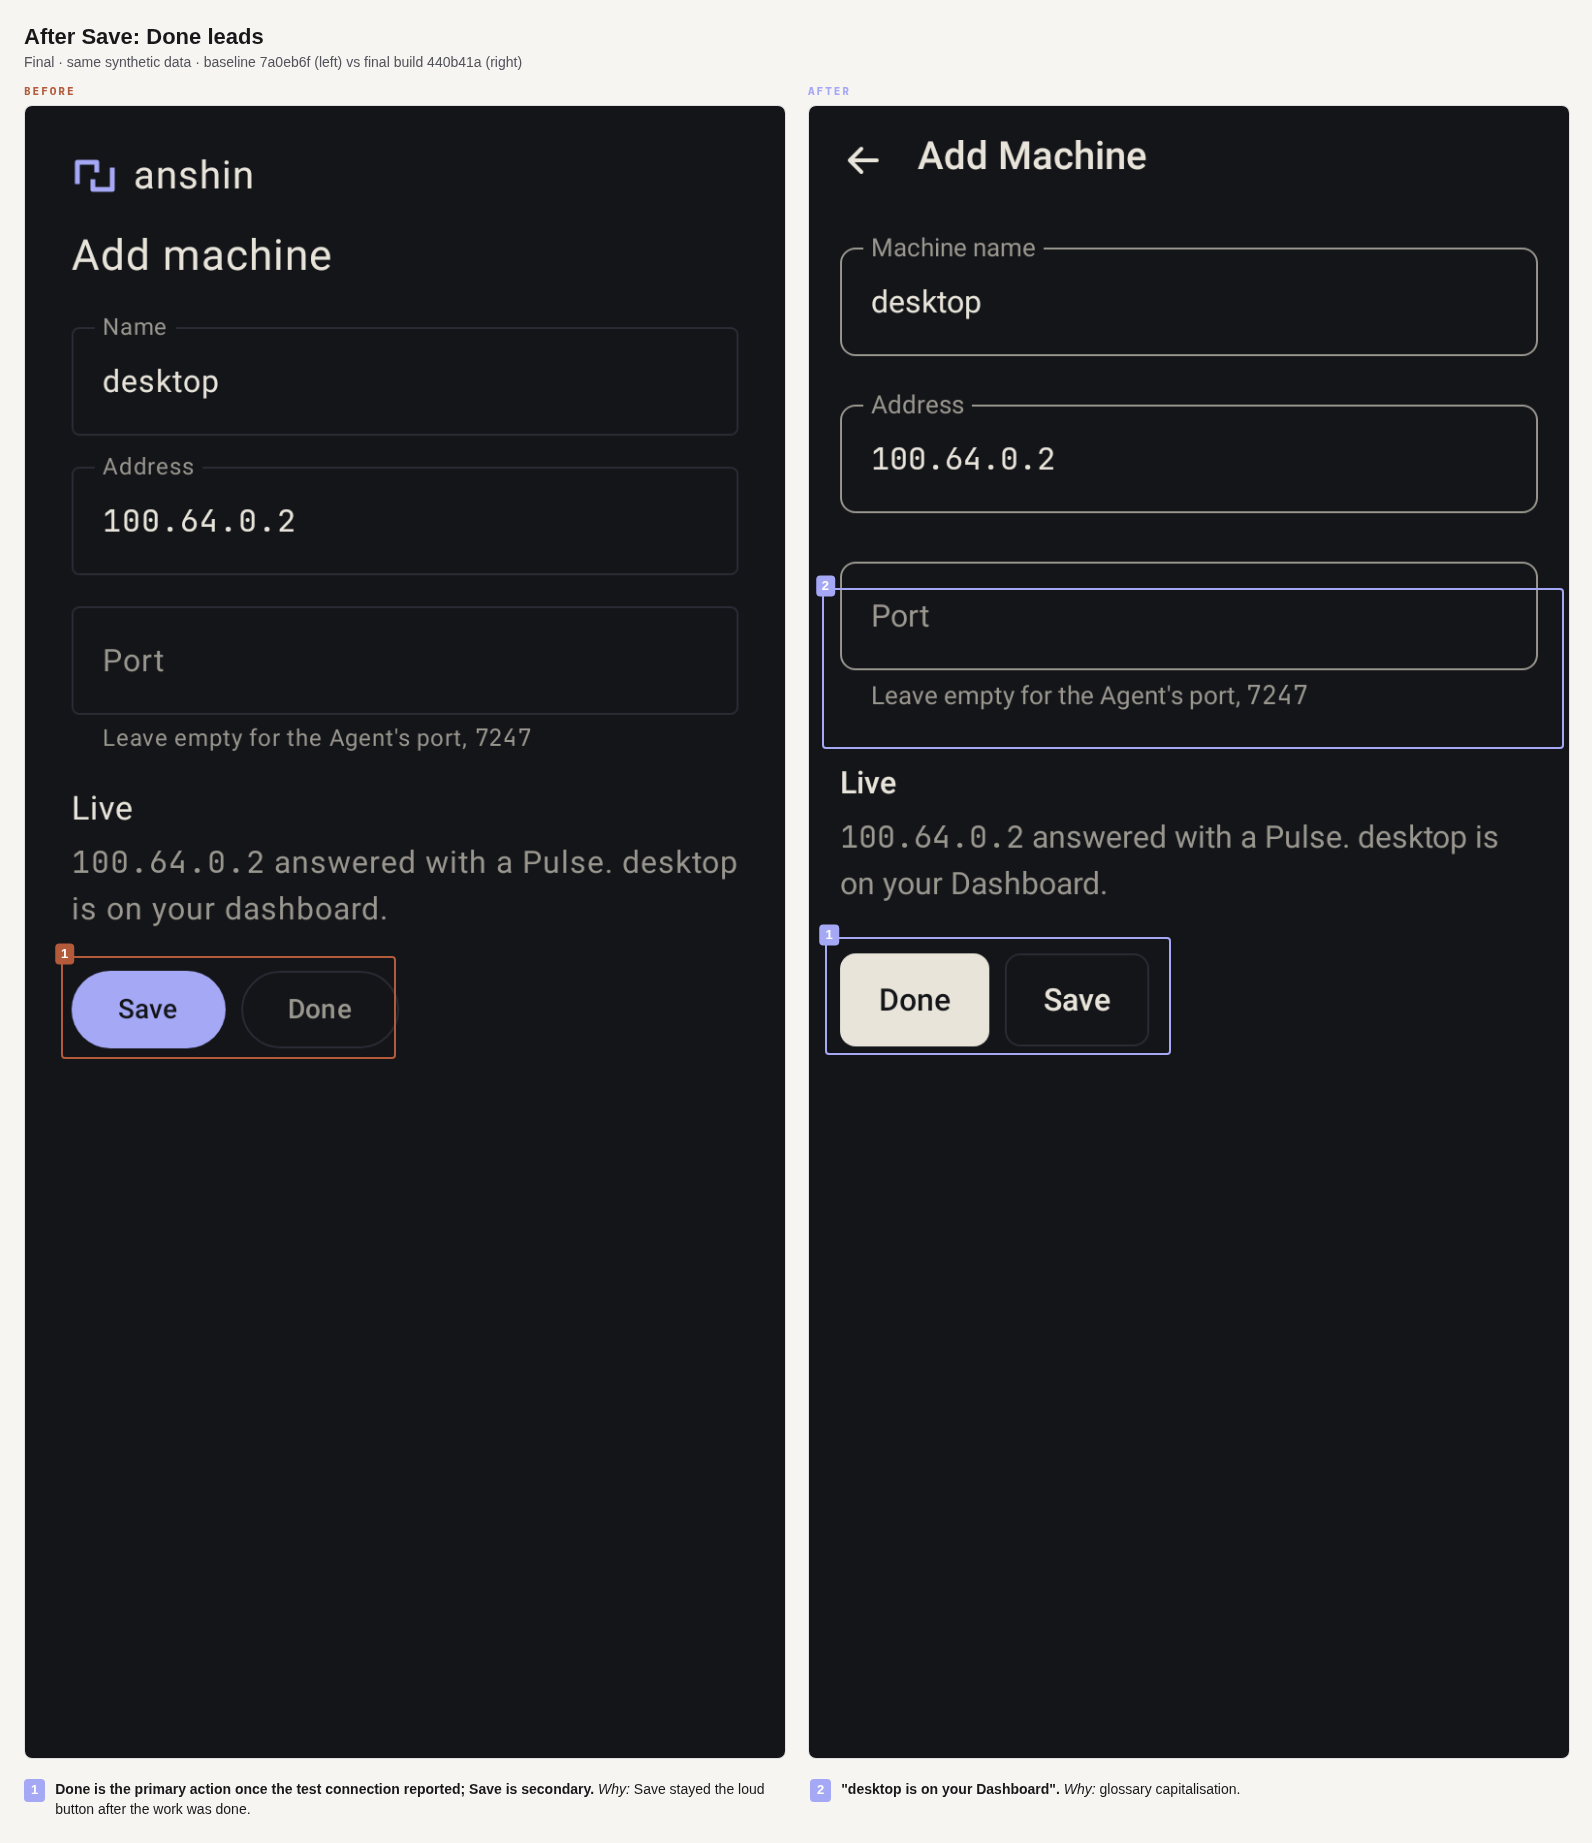 After Save: Done leads
Final · same synthetic data · baseline 7a0eb6f (left) vs final build 440b41a (right)
BEFORE
anshin
Add machine
Name
desktop
Address
100.64.0.2
Port
Leave empty for the Agent's port, 7247
Live
100.64.0.2 answered with a Pulse. desktop
is on your dashboard.
1
Save
Done
AFTER
Add Machine
Machine name
desktop
Address
100.64.0.2
2
Port
Leave empty for the Agent's port, 7247
Live
100.64.0.2 answered with a Pulse. desktop is
on your Dashboard.
1
Done
Save
1 Done is the primary action once the test connection reported; Save is secondary. Why: Save stayed the loud
button after the work was done.
2 "desktop is on your Dashboard". Why: glossary capitalisation.